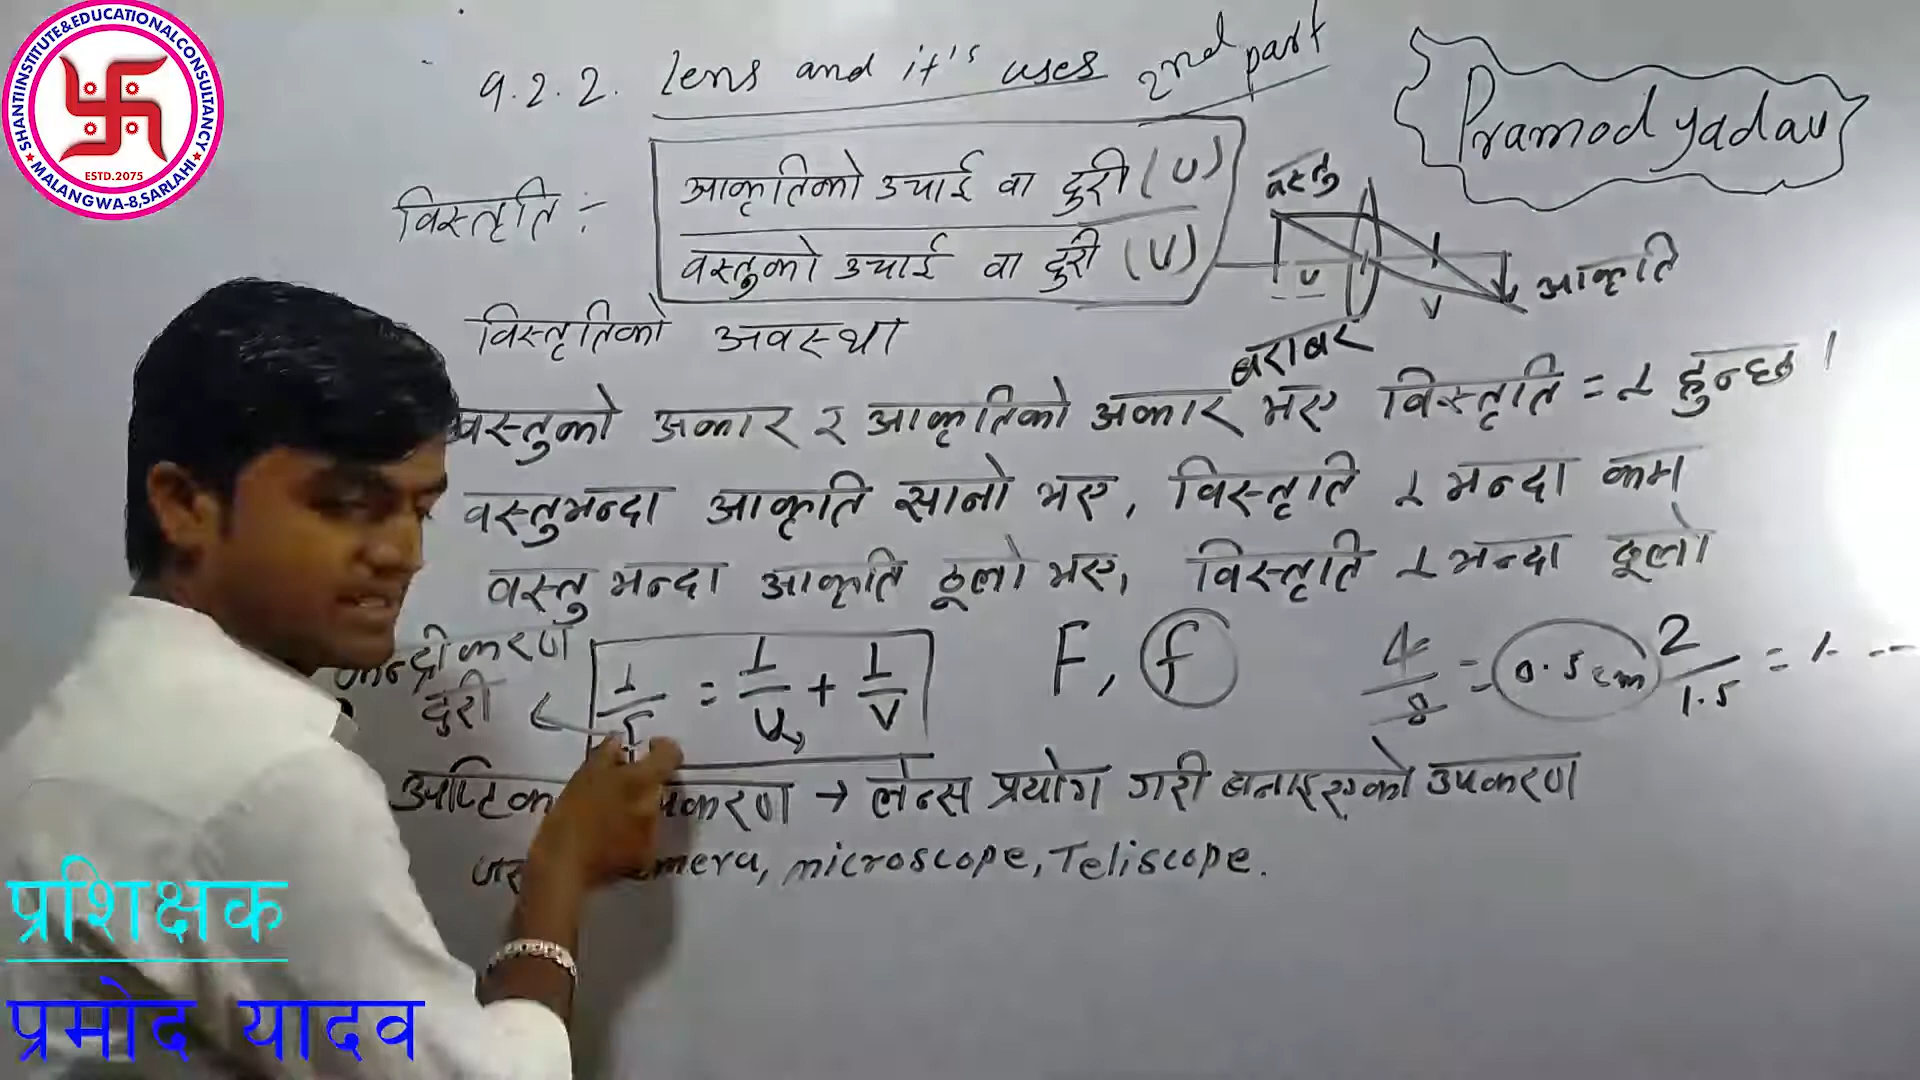 SHANTI INSTITUTE & EDUCATIONAL CONSULTANCY
★ MALANGWA-8, SARLAHI ★
ESTD.2075
9.2.2. lens and it's uses 2nd part
Pramod yadav
विस्तृति :-
आकृतिको उचाई वा दुरी (V)
वस्तुको उचाई वा दुरी (U)
वस्तु
U
V
आकृति
विस्तृतिको अवस्था
वस्तुको अकार र आकृतिको अकार बराबर भए विस्तृति = 1 हुन्छ।
वस्तुभन्दा आकृति सानो भए, विस्तृति 1 भन्दा कम
वस्तु भन्दा आकृति ठूलो भए, विस्तृति 1 भन्दा ठूलो
दुरी
1/f = 1/u + 1/v
F, f
4/8 = 0.5cm
2/1.5 = 1. --
→ लेन्स प्रयोग गरी बनाइएको उपकरण
microscope, Teliscope.
प्रशिक्षक
प्रमोद यादव